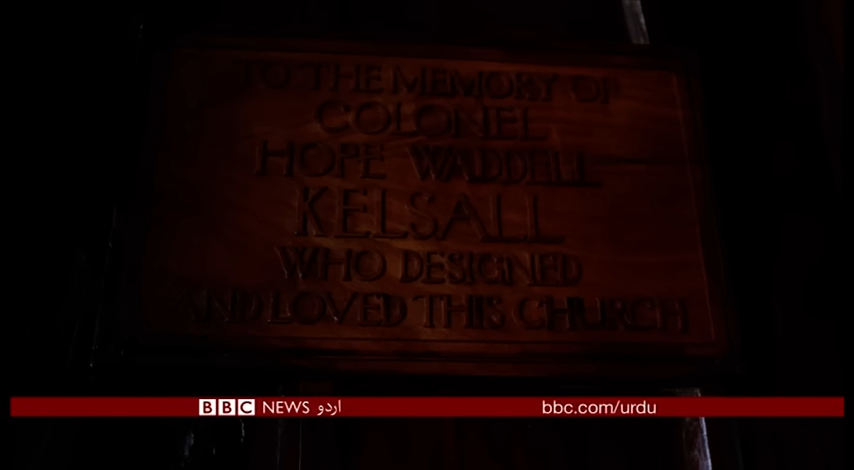 TO THE MEMORY OF
COLONEL
HOPE WADDELL
KELSALL
WHO DESIGNED
AND LOVED THIS CHURCH
BBC NEWS اردو
bbc.com/urdu